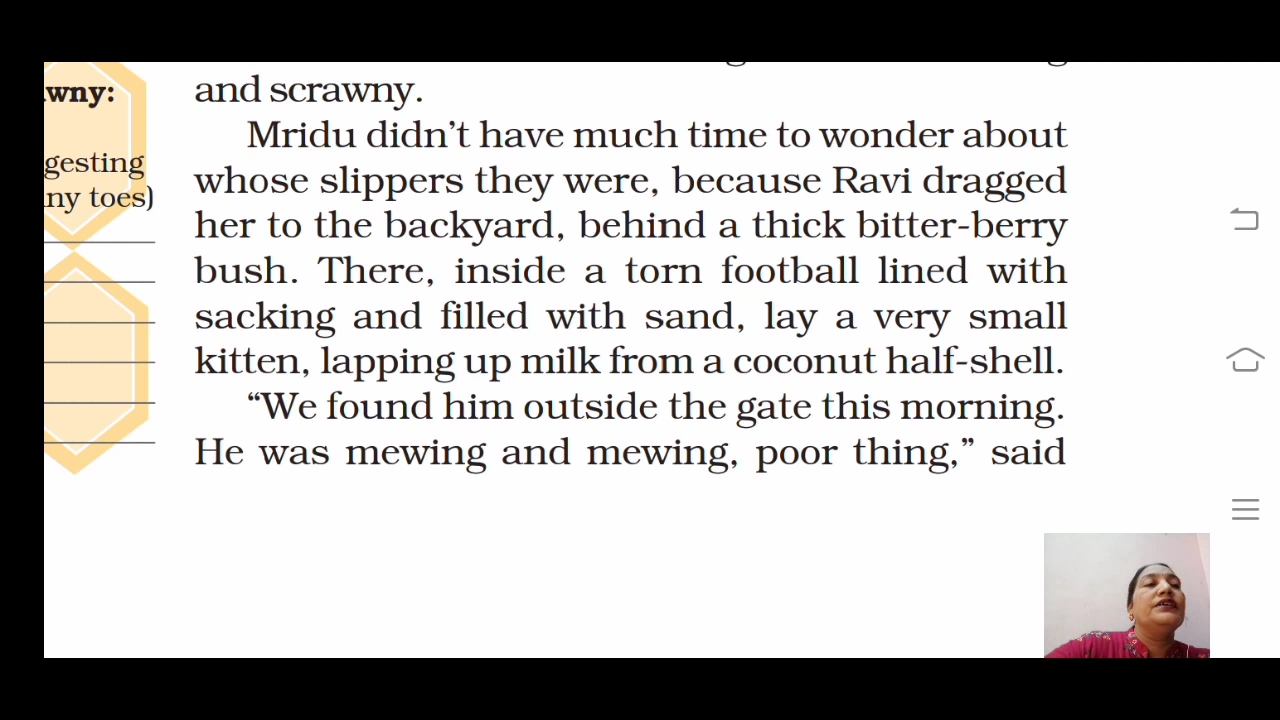 wny:
gesting
ny toes)
and scrawny.
Mridu didn’t have much time to wonder about
whose slippers they were, because Ravi dragged
her to the backyard, behind a thick bitter-berry
bush. There, inside a torn football lined with
sacking and filled with sand, lay a very small
kitten, lapping up milk from a coconut half-shell.
“We found him outside the gate this morning.
He was mewing and mewing, poor thing,” said